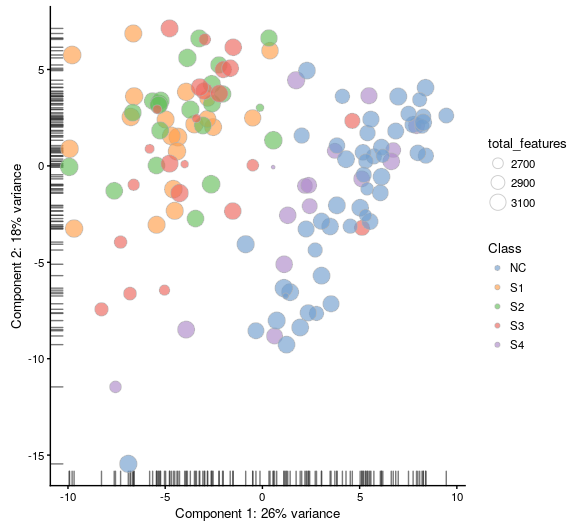 Component 2: 18% variance
5
0
-5
-10
-15
-10
-5
0
5
10
Component 1: 26% variance
total_features
2700
2900
3100
Class
NC
S1
S2
S3
S4